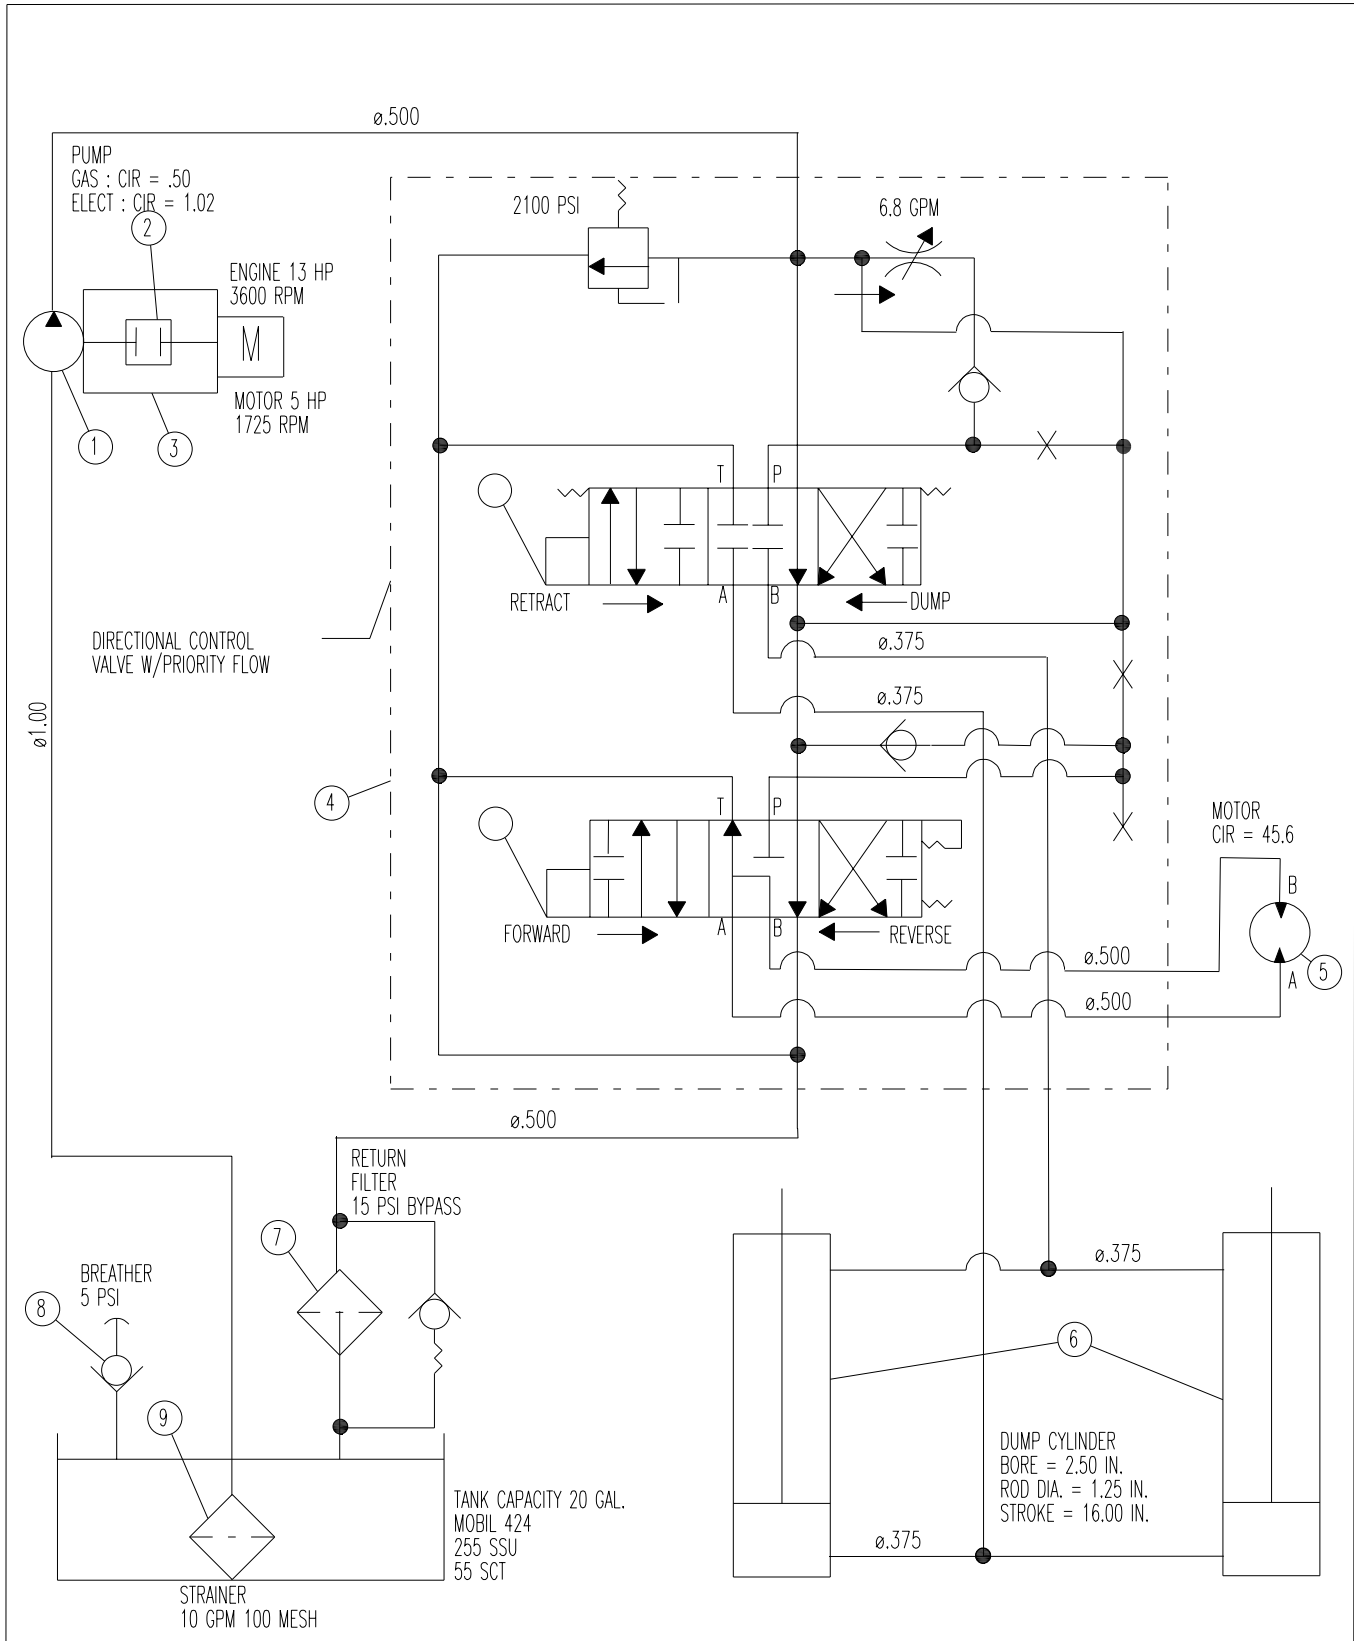 ø.500
PUMP
GAS : CIR = .50
ELECT : CIR = 1.02
2
ENGINE 13 HP
3600 RPM
M
MOTOR 5 HP
1725 RPM
1
3
2100 PSI
6.8 GPM
T
P
RETRACT
A
B
DUMP
ø.375
DIRECTIONAL CONTROL
VALVE W/PRIORITY FLOW
ø.375
ø1.00
4
T
P
MOTOR
CIR = 45.6
B
FORWARD
A
B
REVERSE
ø.500
5
A
ø.500
ø.500
RETURN
FILTER
15 PSI BYPASS
7
BREATHER
5 PSI
8
9
ø.375
6
DUMP CYLINDER
BORE = 2.50 IN.
ROD DIA. = 1.25 IN.
STROKE = 16.00 IN.
TANK CAPACITY 20 GAL.
MOBIL 424
255 SSU
55 SCT
ø.375
STRAINER
10 GPM 100 MESH